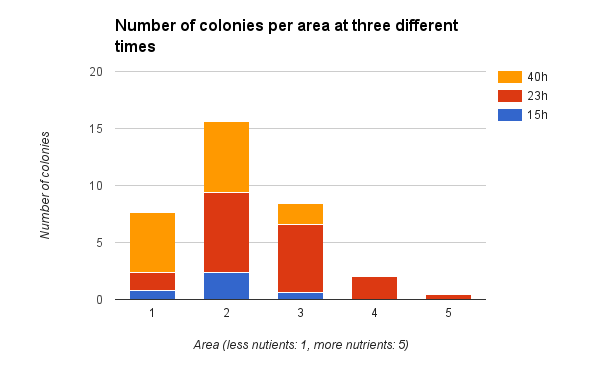 Number of colonies per area at three different
times
20
15
10
5
0
Number of colonies
40h
23h
15h
1 2 3 4 5
Area (less nutients: 1, more nutrients: 5)